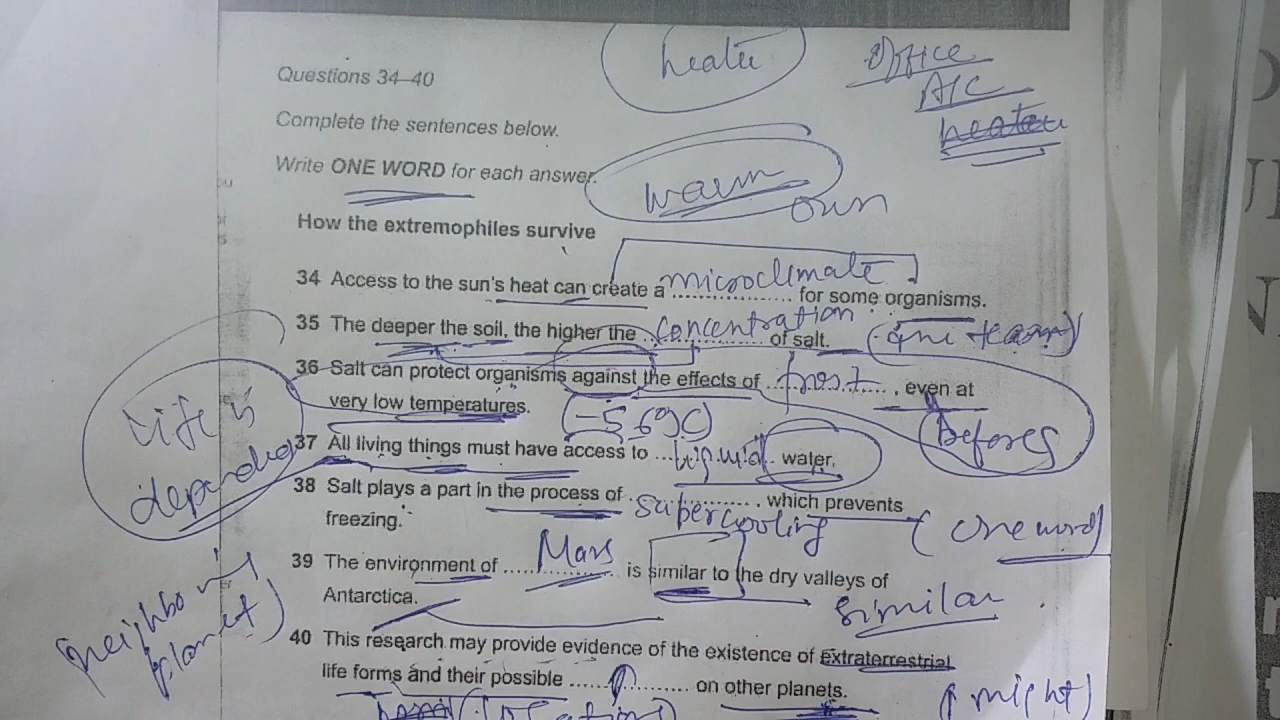 heate
Office
A/C
Questions 34–40
Complete the sentences below.
Write ONE WORD for each answer.
warm
How the extremophiles survive
34 Access to the sun's heat can create a microclimate for some organisms.
35 The deeper the soil, the higher the concentration of salt.
36 Salt can protect organisms against the effects of frost, even at
very low temperatures.
(-56°C)
Life is
37 All living things must have access to liquid water.
38 Salt plays a part in the process of supercooling, which prevents
freezing.
(one word)
39 The environment of Mars is similar to the dry valleys of
Antarctica.
similar
(neighbouring
planet)
40 This research may provide evidence of the existence of Extraterrestrial
life forms and their possible .................. on other planets.
(might)